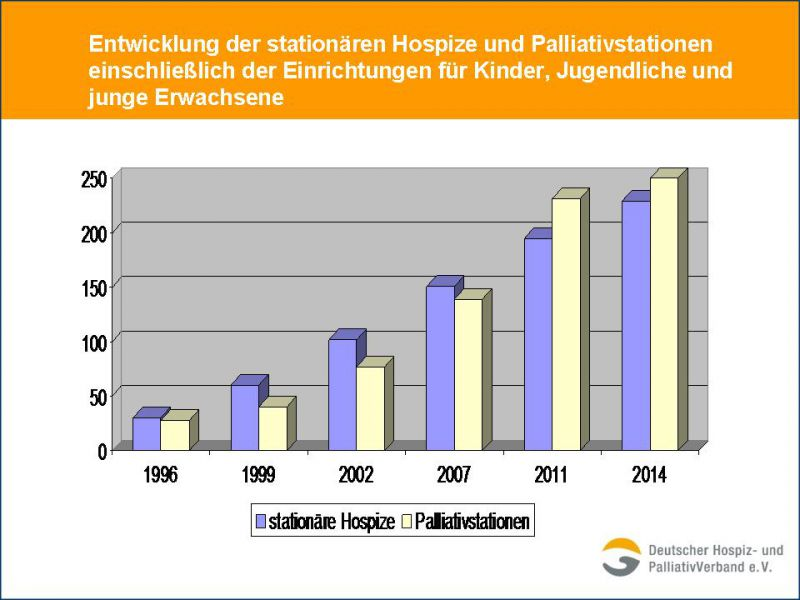 Entwicklung der stationären Hospize und Palliativstationen
einschließlich der Einrichtungen für Kinder, Jugendliche und
junge Erwachsene
250
200
150
100
50
0
1996 1999 2002 2007 2011 2014
stationäre Hospize Palliativstationen
Deutscher Hospiz- und
PalliativVerband e.V.